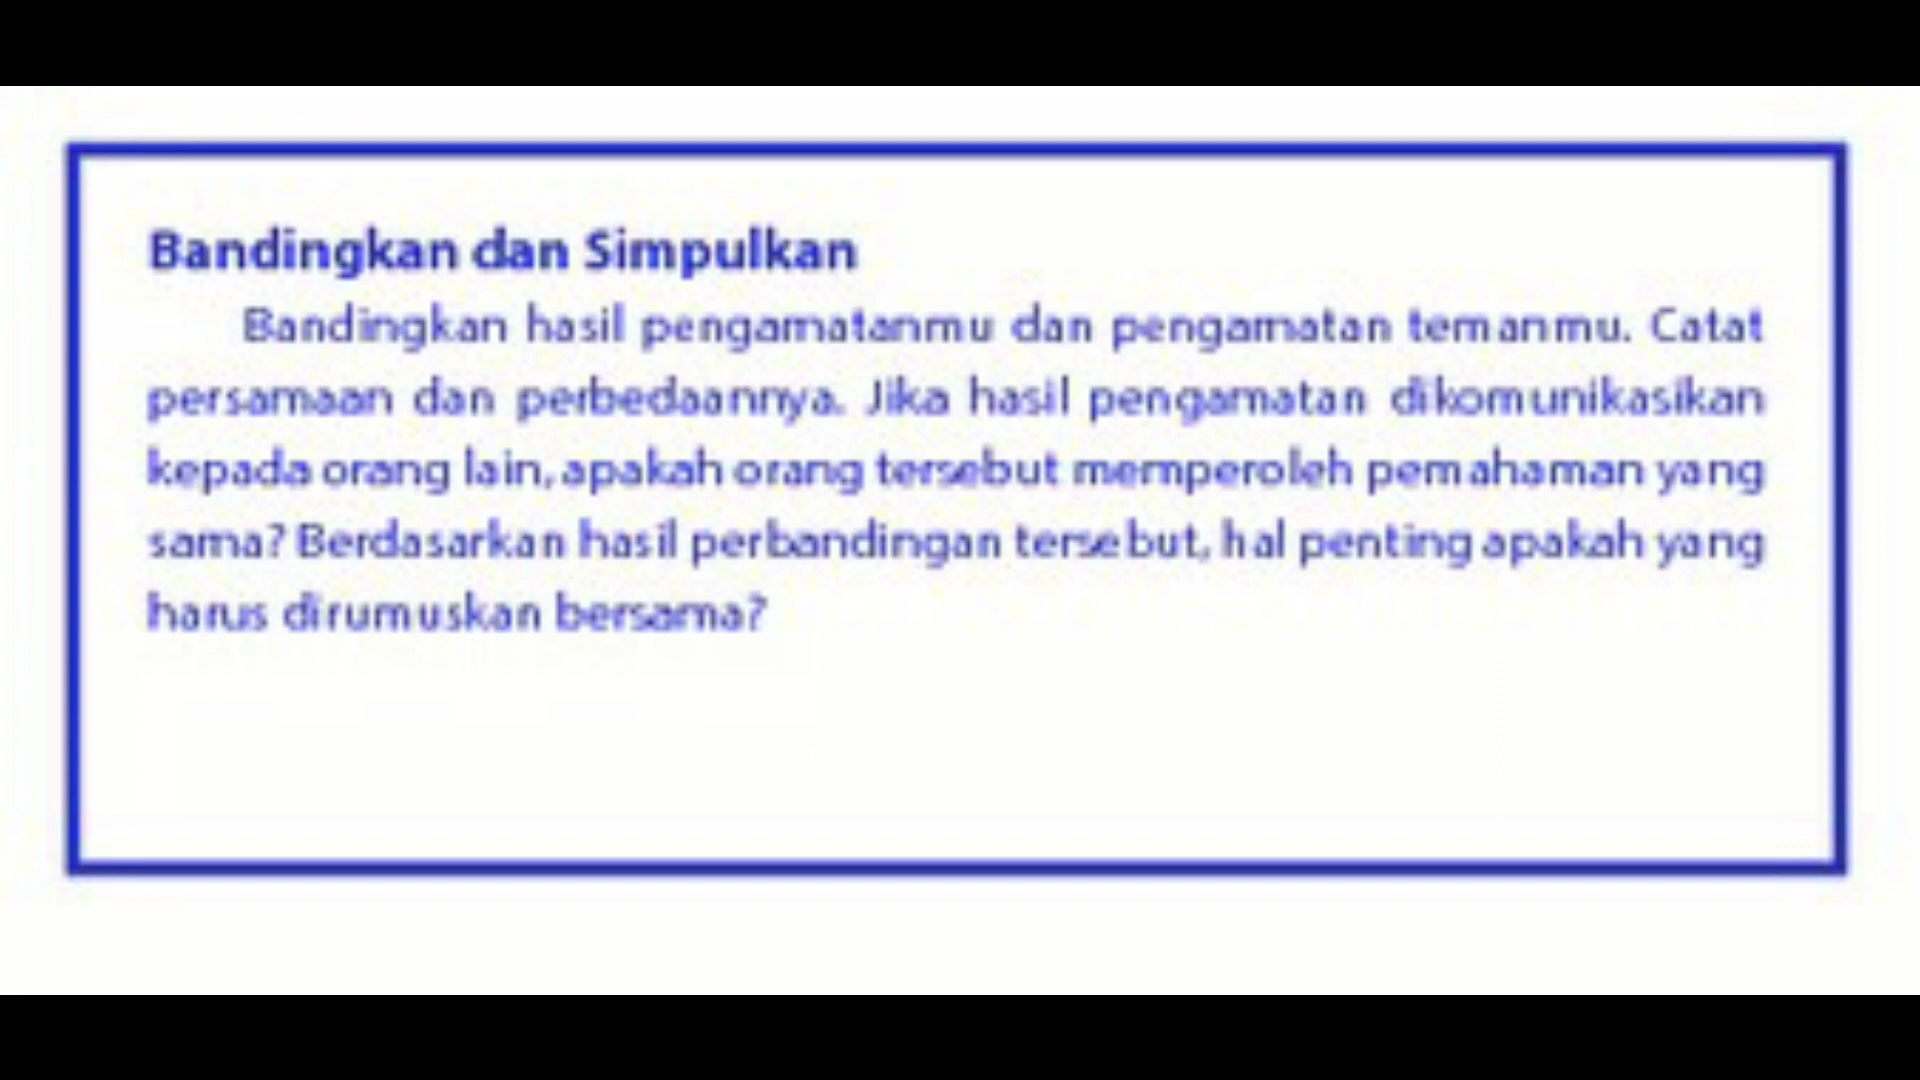 Bandingkan dan Simpulkan
Bandingkan hasil pengamatanmu dan pengamatan temanmu. Catat
persamaan dan perbedaannya. Jika hasil pengamatan dikomunikasikan
kepada orang lain, apakah orang tersebut memperoleh pemahaman yang
sama? Berdasarkan hasil perbandingan tersebut, hal penting apakah yang
harus dirumuskan bersama?